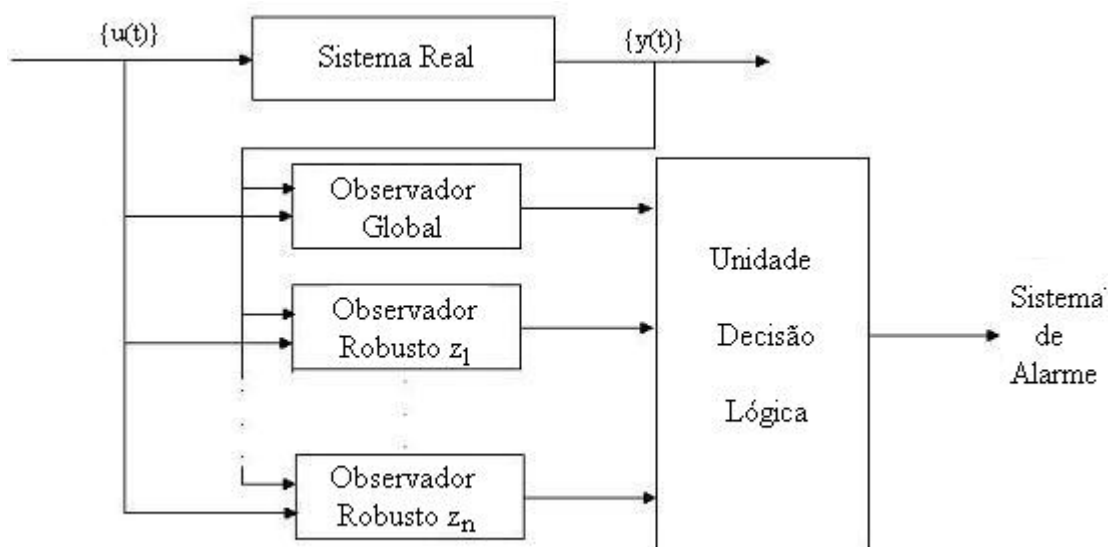 {u(t)}
Sistema Real
{y(t)}
Observador
Global
Observador
Robusto z₁
Observador
Robusto zₙ
Unidade
Decisão
Lógica
Sistema
de
Alarme